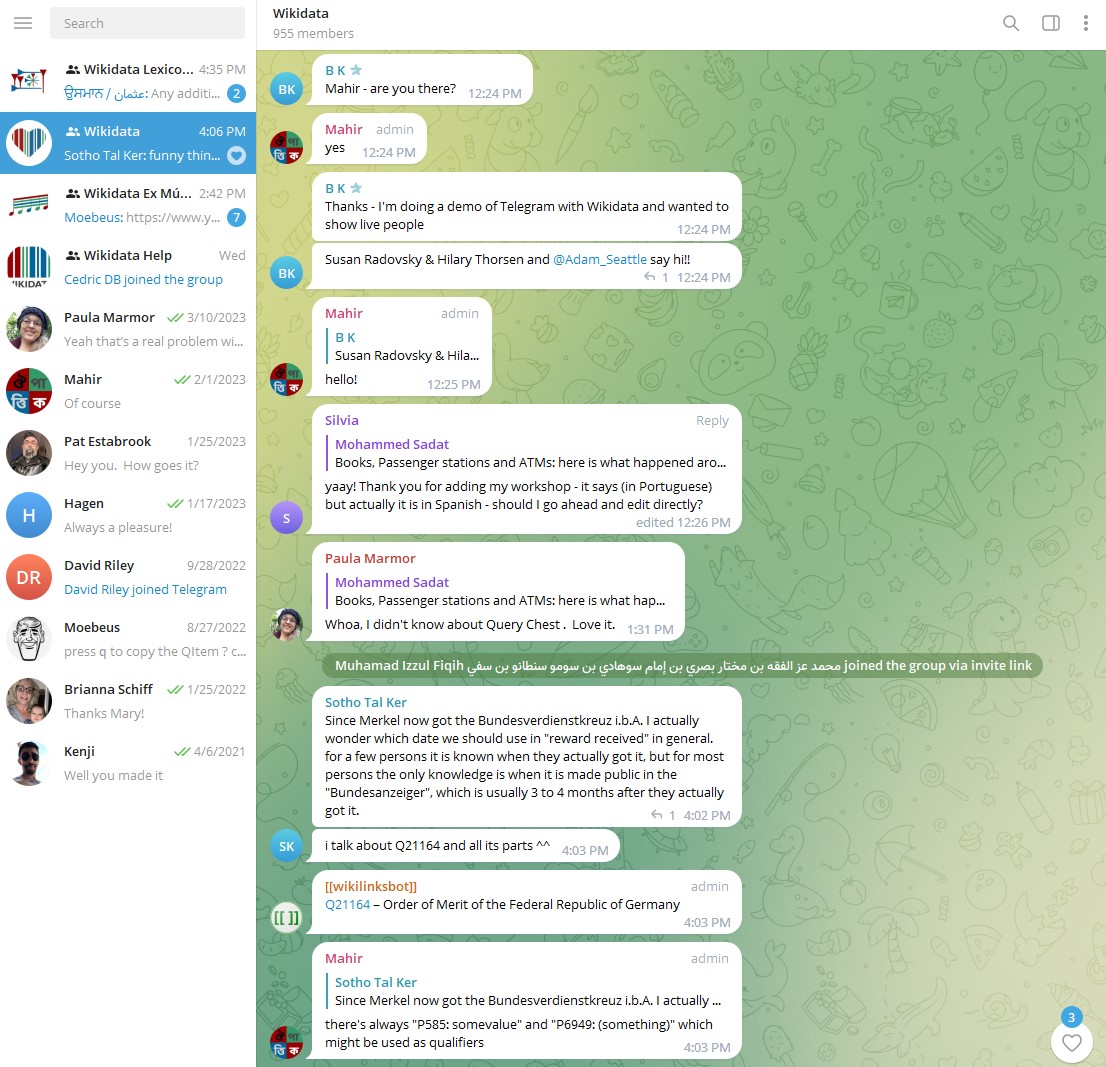 Search
Wikidata Lexico... 4:35 PM
ਉਸਮਾਨ / عثمان: Any additi... 2
Wikidata 4:06 PM
Sotho Tal Ker: funny thin...
Wikidata Ex Mú... 2:42 PM
Moebeus: https://www.y... 7
WIKIDAT
Wikidata Help Wed
Cedric DB joined the group
Paula Marmor 3/10/2023
Yeah that's a real problem wi...
ঐ পা
ত্তি ক
Mahir 2/1/2023
Of course
Pat Estabrook 1/25/2023
Hey you. How goes it?
H
Hagen 1/17/2023
Always a pleasure!
DR
David Riley 9/28/2022
David Riley joined Telegram
Moebeus 8/27/2022
press q to copy the QItem ? c...
Brianna Schiff 1/25/2022
Thanks Mary!
Kenji 4/6/2021
Well you made it
Wikidata
955 members
B K
BK
Mahir - are you there? 12:24 PM
Mahir admin
ঐ পা
ত্তি ক
yes 12:24 PM
B K
Thanks - I'm doing a demo of Telegram with Wikidata and wanted to
show live people 12:24 PM
BK
Susan Radovsky & Hilary Thorsen and @Adam_Seattle say hi!!
1 12:24 PM
Mahir admin
B K
Susan Radovsky & Hila...
ঐ পা
ত্তি ক
hello! 12:25 PM
Silvia Reply
Mohammed Sadat
Books, Passenger stations and ATMs: here is what happened aro...
yaay! Thank you for adding my workshop - it says (in Portuguese)
but actually it is in Spanish - should I go ahead and edit directly?
S
edited 12:26 PM
Paula Marmor
Mohammed Sadat
Books, Passenger stations and ATMs: here is what hap...
Whoa, I didn't know about Query Chest . Love it. 1:31 PM
Muhamad Izzul Fiqih محمد عز الفقه بن مختار بصري بن إمام سوهادي بن سومو سنطانو بن سفي joined the group via invite link
Sotho Tal Ker
Since Merkel now got the Bundesverdienstkreuz i.b.A. I actually
wonder which date we should use in "reward received" in general.
for a few persons it is known when they actually got it, but for most
persons the only knowledge is when it is made public in the
"Bundesanzeiger", which is usually 3 to 4 months after they actually
got it. 1 4:02 PM
SK
i talk about Q21164 and all its parts ^^ 4:03 PM
[[wikilinksbot]] admin
[[ ]]
Q21164 – Order of Merit of the Federal Republic of Germany
4:03 PM
Mahir admin
Sotho Tal Ker
Since Merkel now got the Bundesverdienstkreuz i.b.A. I actually ...
there's always "P585: somevalue" and "P6949: (something)" which
ঐ পা
ত্তি ক
might be used as qualifiers 4:03 PM
3